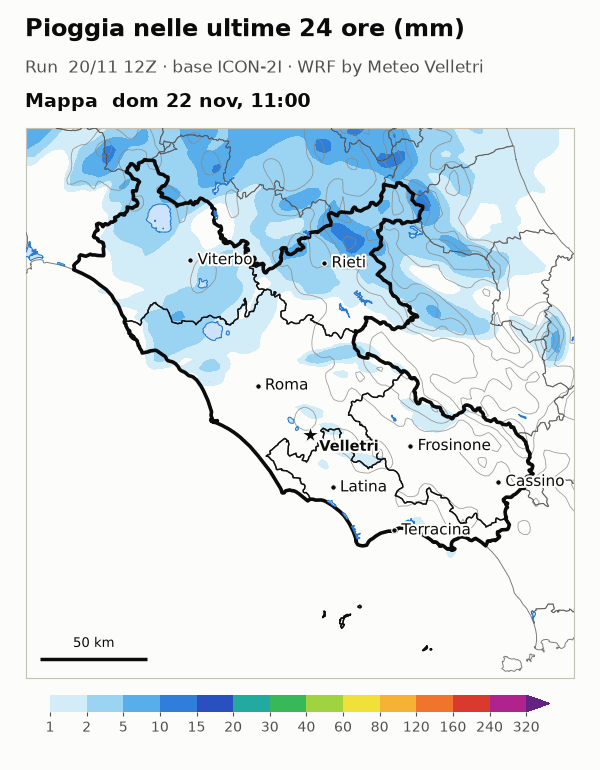 Pioggia nelle ultime 24 ore (mm)
Run  20/11 12Z · base ICON-2I · WRF by Meteo Velletri
Mappa  dom 22 nov, 11:00
Viterbo
Rieti
Roma
Velletri
Frosinone
Cassino
Latina
Terracina
50 km
1 2 5 10 15 20 30 40 60 80 120 160 240 320